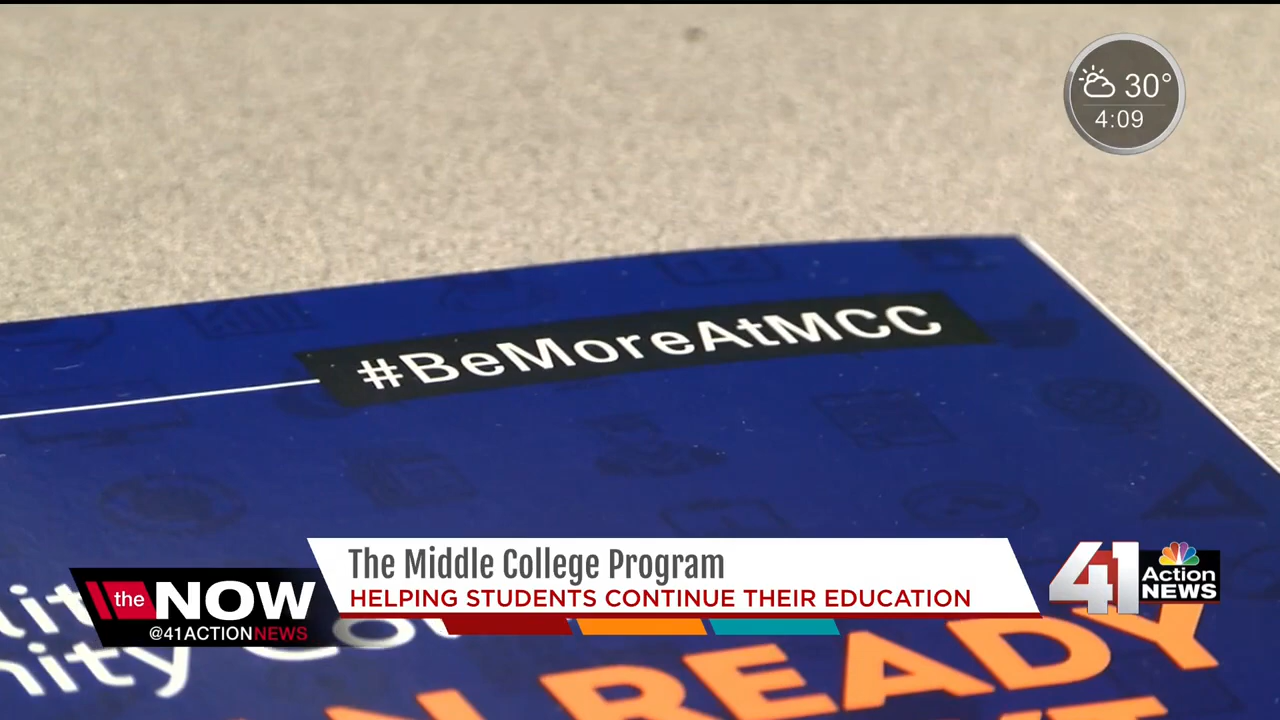 30°
4:09
#BeMoreAtMCC
The Middle College Program
HELPING STUDENTS CONTINUE THEIR EDUCATION
the NOW
@41ACTIONNEWS
41 Action NEWS
READY